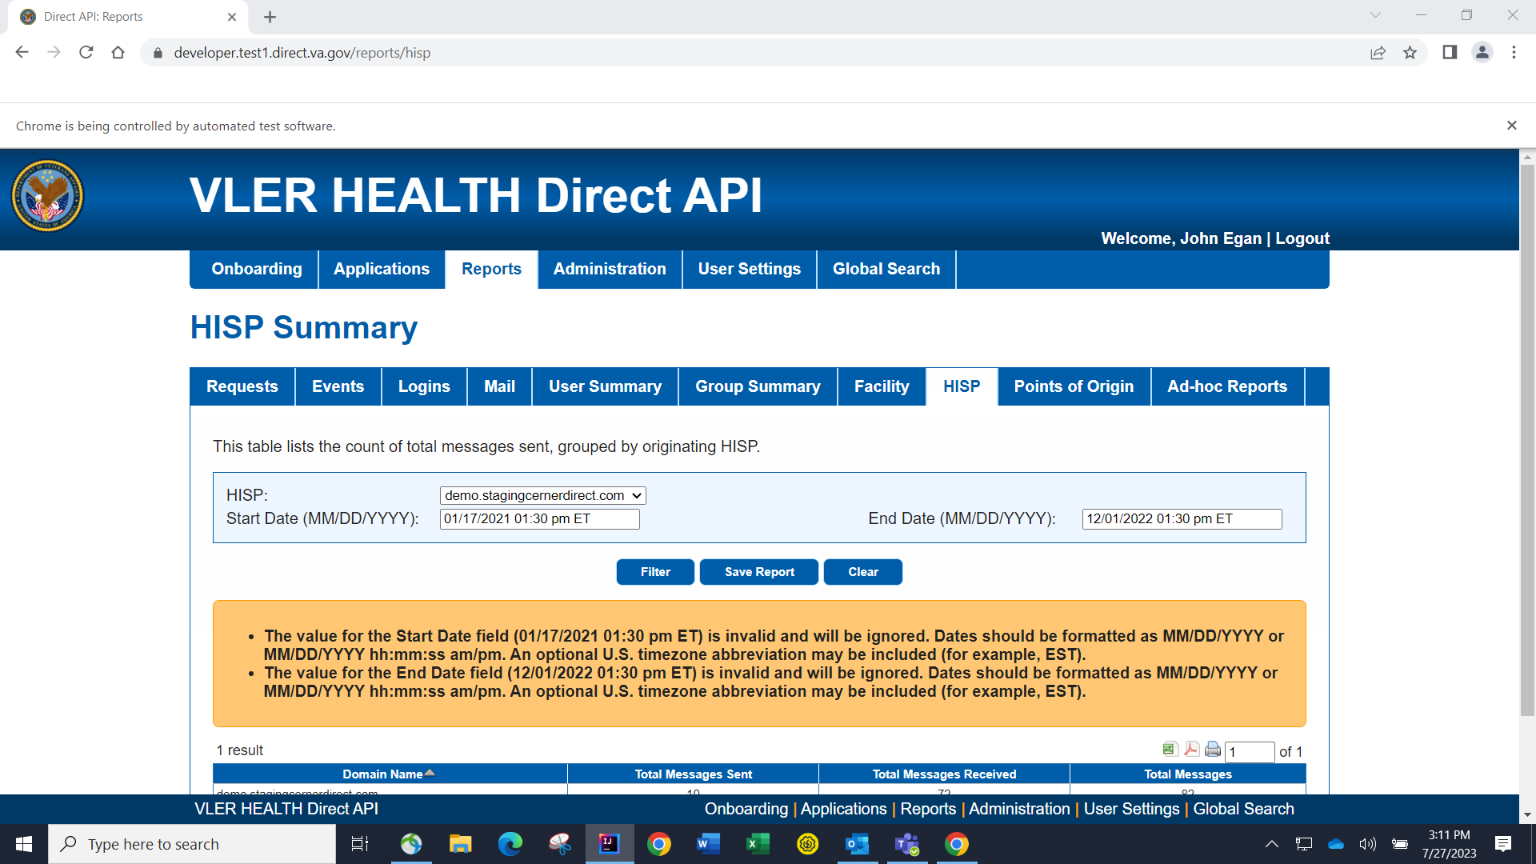 Direct API: Reports
developer.test1.direct.va.gov/reports/hisp
Chrome is being controlled by automated test software.
VLER HEALTH Direct API
Welcome, John Egan | Logout
Onboarding Applications Reports Administration User Settings Global Search
HISP Summary
Requests Events Logins Mail User Summary Group Summary Facility HISP Points of Origin Ad-hoc Reports
This table lists the count of total messages sent, grouped by originating HISP.
HISP: demo.stagingcernerdirect.com
Start Date (MM/DD/YYYY): 01/17/2021 01:30 pm ET End Date (MM/DD/YYYY): 12/01/2022 01:30 pm ET
Filter Save Report Clear
• The value for the Start Date field (01/17/2021 01:30 pm ET) is invalid and will be ignored. Dates should be formatted as MM/DD/YYYY or
MM/DD/YYYY hh:mm:ss am/pm. An optional U.S. timezone abbreviation may be included (for example, EST).
• The value for the End Date field (12/01/2022 01:30 pm ET) is invalid and will be ignored. Dates should be formatted as MM/DD/YYYY or
MM/DD/YYYY hh:mm:ss am/pm. An optional U.S. timezone abbreviation may be included (for example, EST).
1 result 1 of 1
Domain Name Total Messages Sent Total Messages Received Total Messages
demo.stagingcernerdirect.com 10 72 82
VLER HEALTH Direct API Onboarding | Applications | Reports | Administration | User Settings | Global Search
Type here to search
3:11 PM
7/27/2023